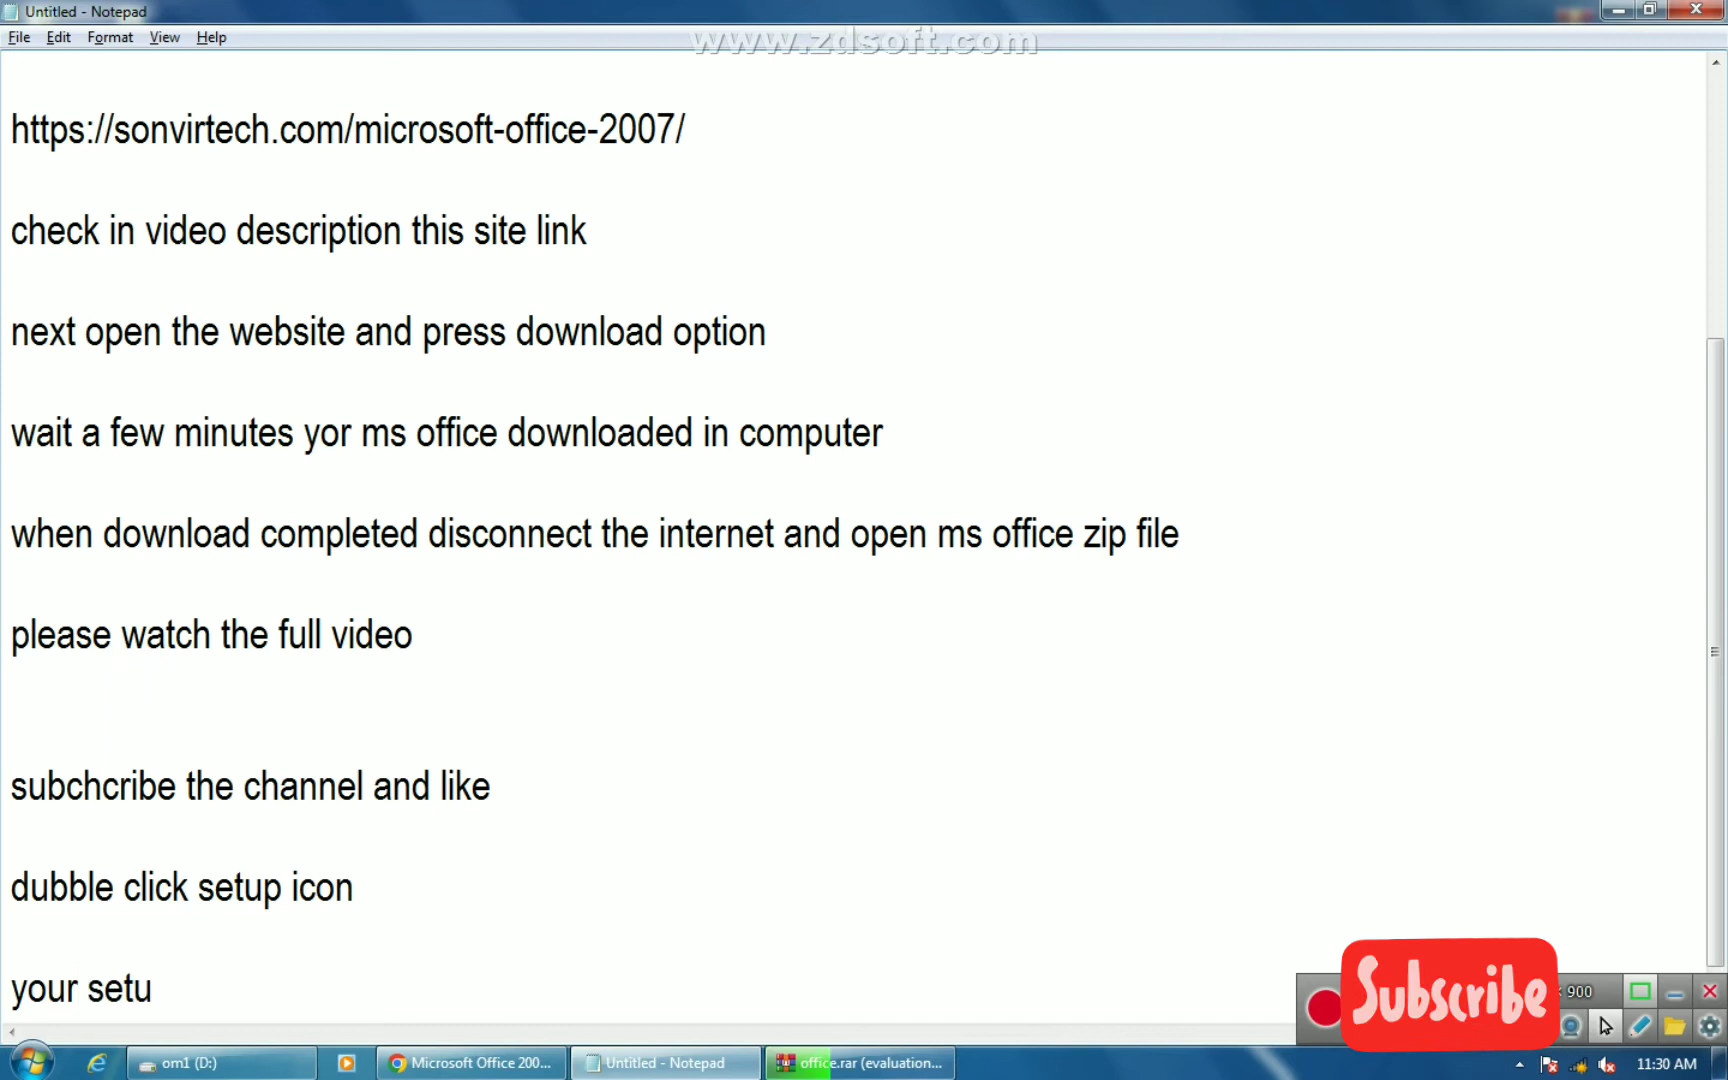 Untitled - Notepad
File Edit Format View Help
www.zdsoft.com
https://sonvirtech.com/microsoft-office-2007/
check in video description this site link
next open the website and press download option
wait a few minutes yor ms office downloaded in computer
when download completed disconnect the internet and open ms office zip file
please watch the full video
subchcribe the channel and like
dubble click setup icon
your setu
Subscribe
900
om1 (D:)
Microsoft Office 200...
Untitled - Notepad
office.rar (evaluation...
11:30 AM